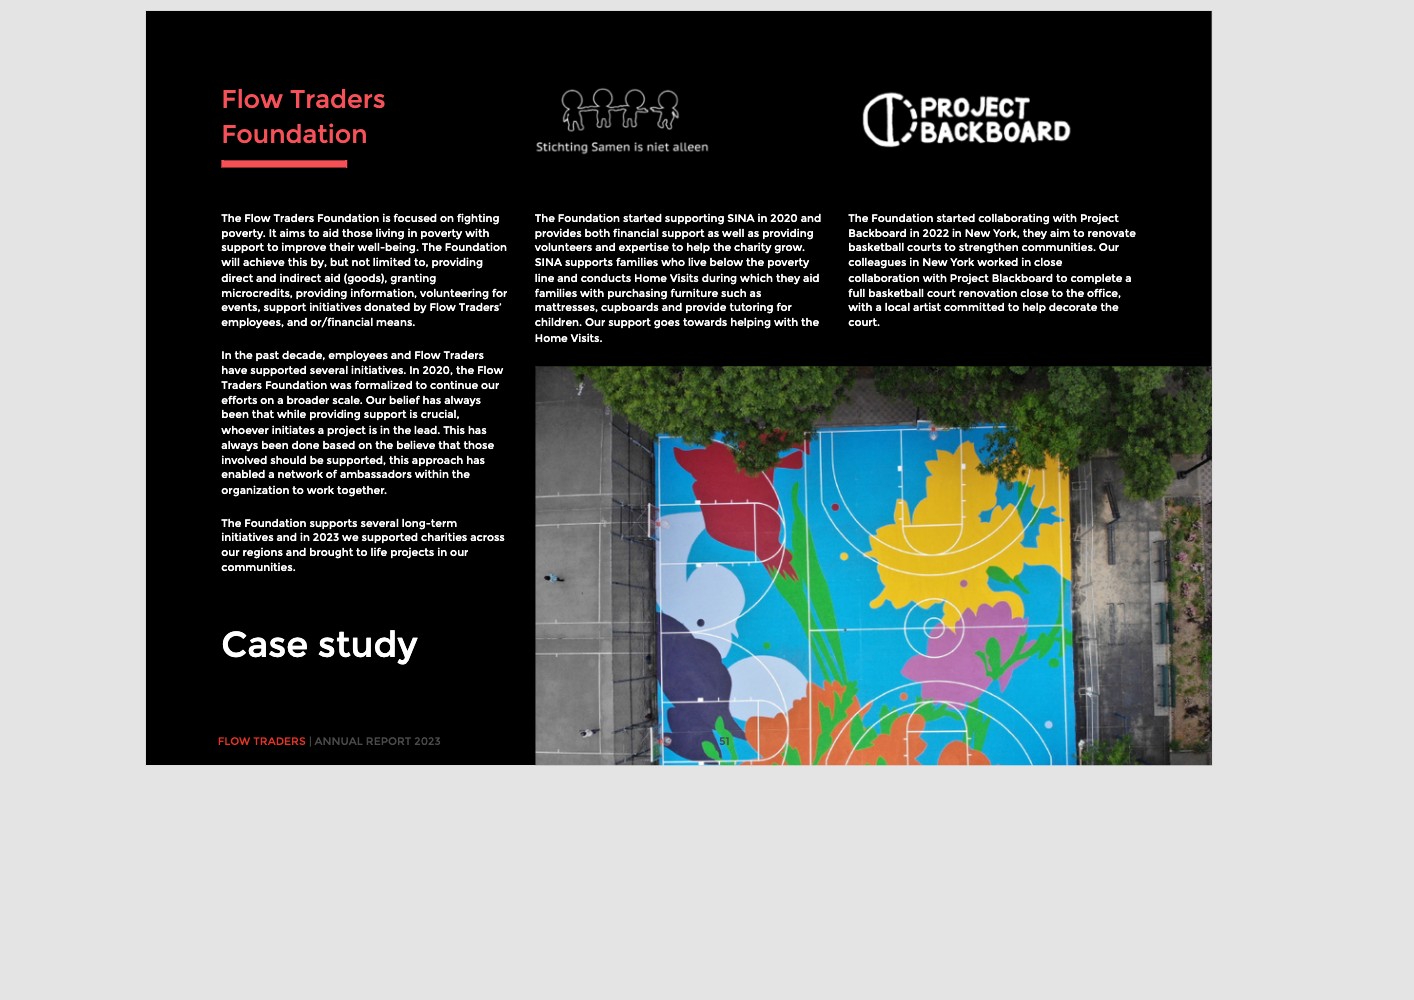 Flow Traders
Foundation
The Flow Traders Foundation is focused on fighting
poverty. It aims to aid those living in poverty with
support to improve their well-being. The Foundation
will achieve this by, but not limited to, providing
direct and indirect aid (goods), granting
microcredits, providing information, volunteering for
events, support initiatives donated by Flow Traders'
employees, and or/financial means.
In the past decade, employees and Flow Traders
have supported several initiatives. In 2020, the Flow
Traders Foundation was formalized to continue our
efforts on a broader scale. Our belief has always
been that while providing support is crucial,
whoever initiates a project is in the lead. This has
always been done based on the believe that those
involved should be supported, this approach has
enabled a network of ambassadors within the
organization to work together.
The Foundation supports several long-term
initiatives and in 2023 we supported charities across
our regions and brought to life projects in our
communities.
Case study
Stichting Samen is niet alleen
The Foundation started supporting SINA in 2020 and
provides both financial support as well as providing
volunteers and expertise to help the charity grow.
SINA supports families who live below the poverty
line and conducts Home Visits during which they aid
families with purchasing furniture such as
mattresses, cupboards and provide tutoring for
children. Our support goes towards helping with the
Home Visits.
PROJECT
BACKBOARD
The Foundation started collaborating with Project
Backboard in 2022 in New York, they aim to renovate
basketball courts to strengthen communities. Our
colleagues in New York worked in close
collaboration with Project Blackboard to complete a
full basketball court renovation close to the office,
with a local artist committed to help decorate the
court.
FLOW TRADERS | ANNUAL REPORT 2023
51